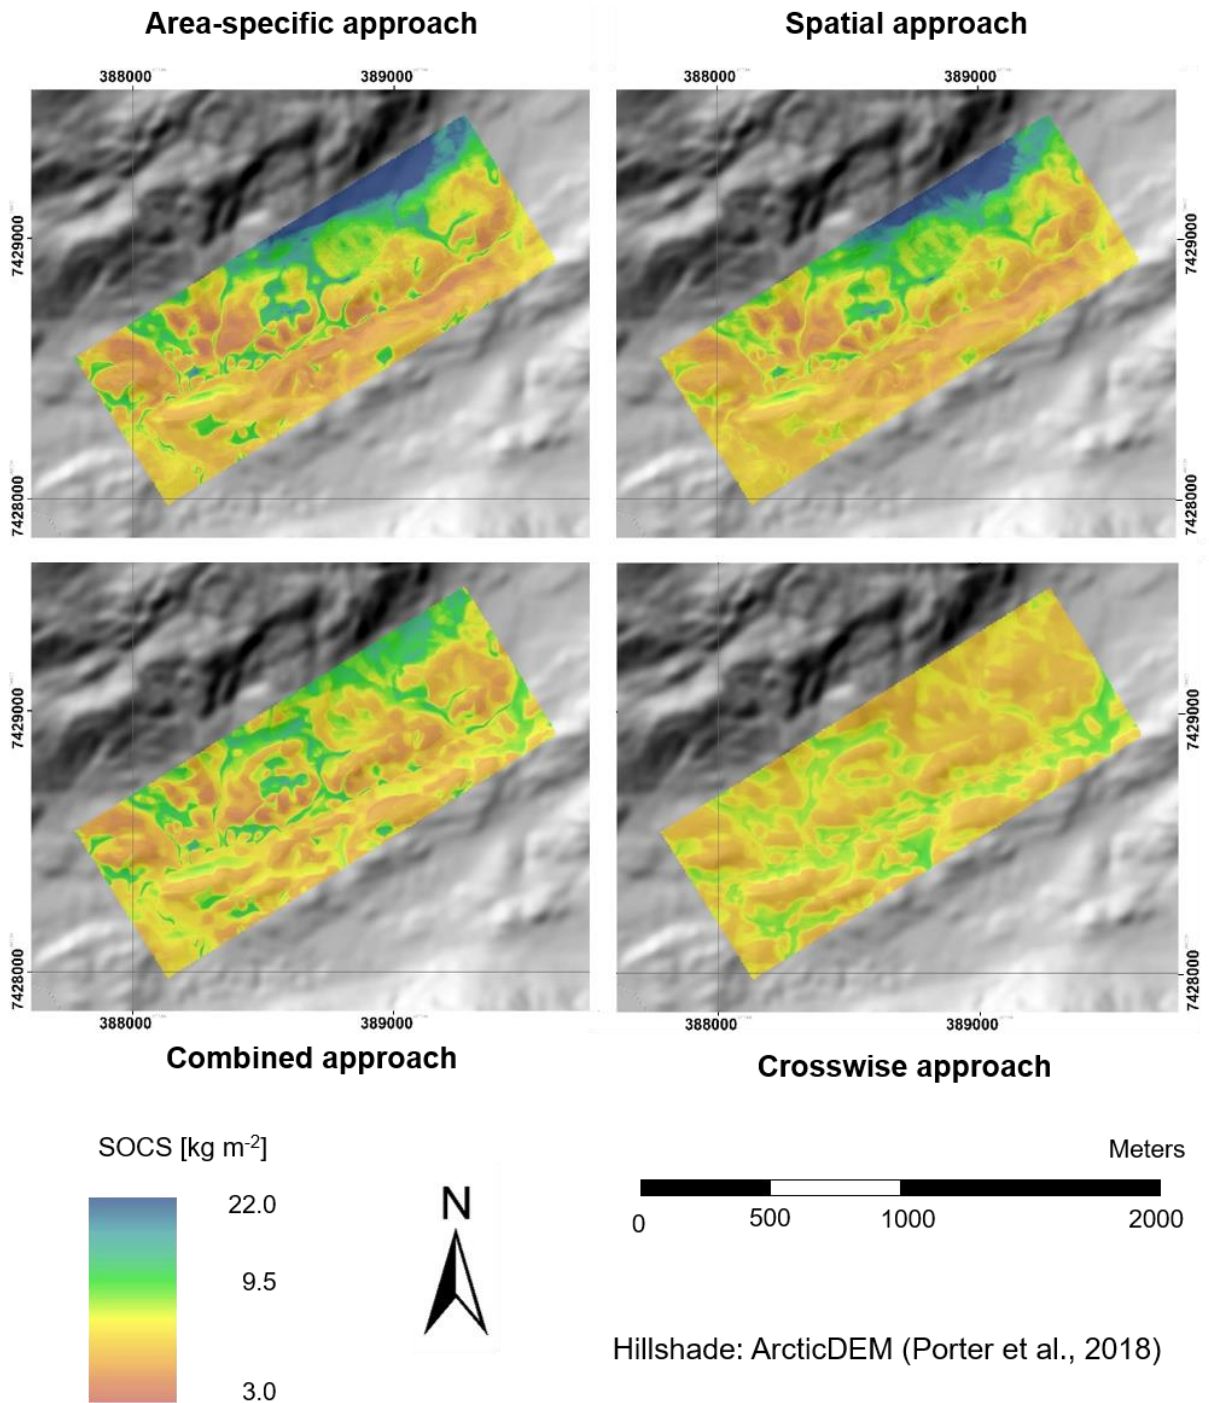 Area-specific approach
Spatial approach
388000
389000
388000
389000
7429000
7429000
7428000
7428000
7429000
7429000
7428000
7428000
388000
389000
388000
389000
Combined approach
Crosswise approach
SOCS [kg m-2]
22.0
9.5
3.0
N
Meters
0
500
1000
2000
Hillshade: ArcticDEM (Porter et al., 2018)